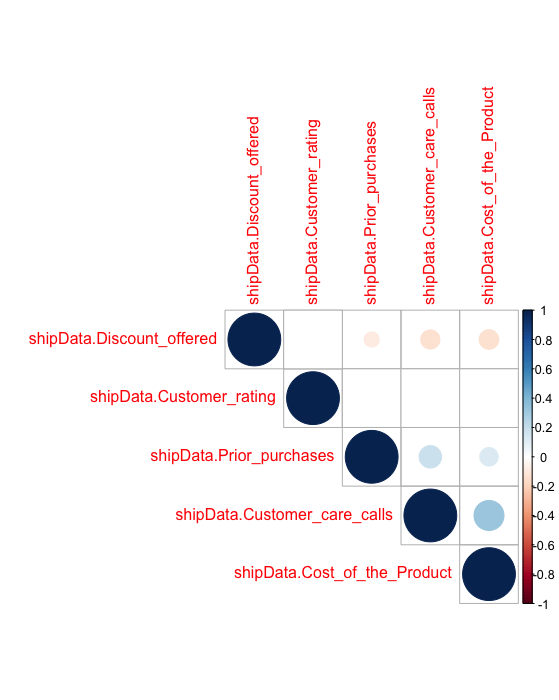 shipData.Discount_offered
shipData.Customer_rating
shipData.Prior_purchases
shipData.Customer_care_calls
shipData.Cost_of_the_Product
shipData.Discount_offered
shipData.Customer_rating
shipData.Prior_purchases
shipData.Customer_care_calls
shipData.Cost_of_the_Product
1
0.8
0.6
0.4
0.2
0
-0.2
-0.4
-0.6
-0.8
-1